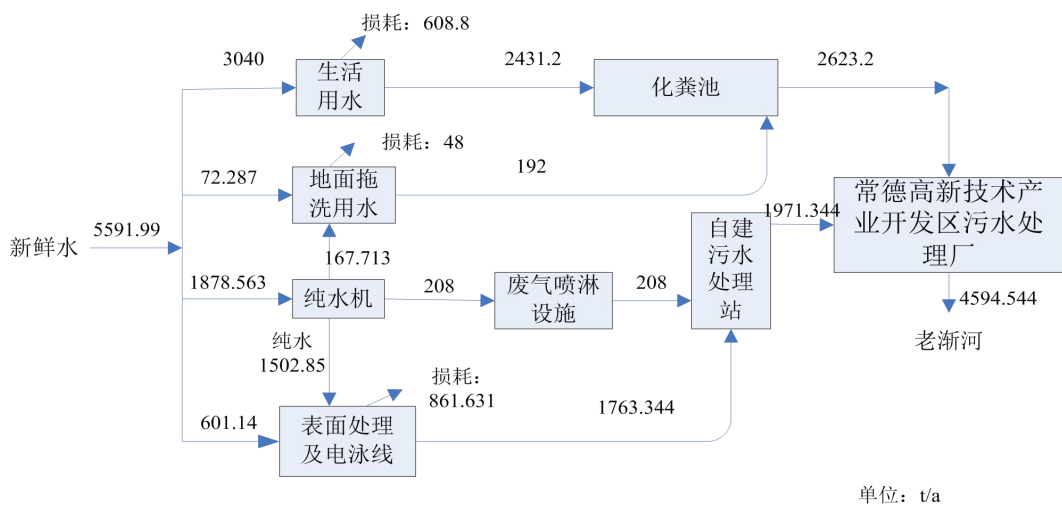 损耗：608.8
3040
生活
用水
2431.2
化粪池
2623.2
损耗：48
72.287
地面拖
洗用水
192
常德高新技术产
业开发区污水处
理厂
1971.344
自建
污水
处理
站
新鲜水
5591.99
167.713
1878.563
纯水机
208
废气喷淋
设施
208
4594.544
老渐河
纯水
1502.85
损耗：
861.631
601.14
表面处理
及电泳线
1763.344
单位：t/a